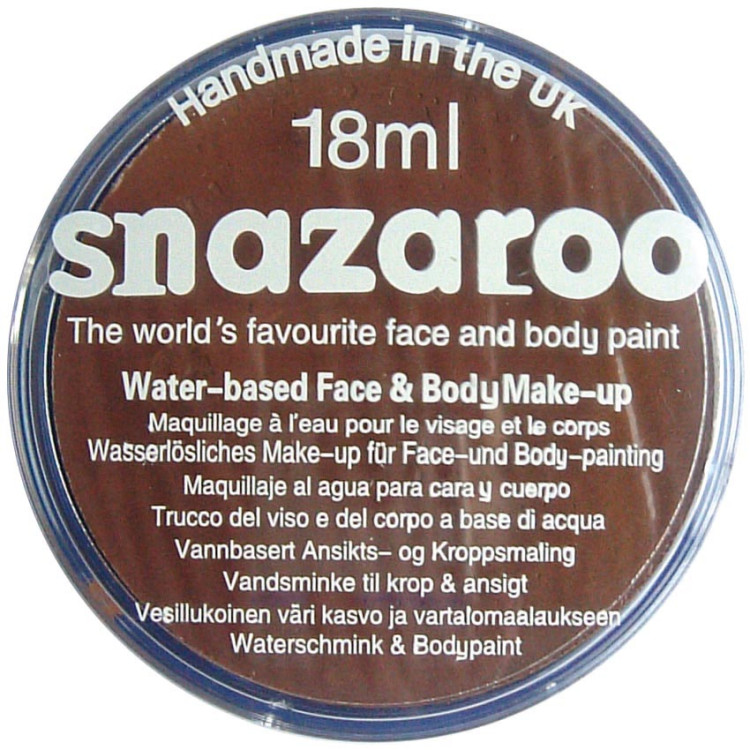 Handmade in the UK
18ml
snazaroo
The world's favourite face and body paint
Water-based Face & Body Make-up
Maquillage à l'eau pour le visage et le corps
Wasserlösliches Make-up für Face-und Body-painting
Maquillaje al agua para cara y cuerpo
Trucco del viso e del corpo a base di acqua
Vannbasert Ansikts- og Kroppsmaling
Vandsminke til krop & ansigt
Vesillukoinen väri kasvo ja vartalomaalaukseen
Waterschmink & Bodypaint